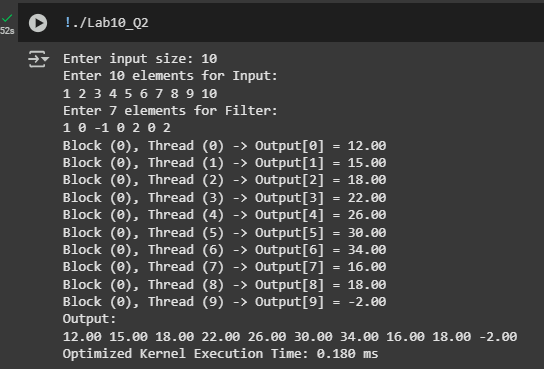 !./Lab10_Q2
52s
Enter input size: 10
Enter 10 elements for Input:
1 2 3 4 5 6 7 8 9 10
Enter 7 elements for Filter:
1 0 -1 0 2 0 2
Block (0), Thread (0) -> Output[0] = 12.00
Block (0), Thread (1) -> Output[1] = 15.00
Block (0), Thread (2) -> Output[2] = 18.00
Block (0), Thread (3) -> Output[3] = 22.00
Block (0), Thread (4) -> Output[4] = 26.00
Block (0), Thread (5) -> Output[5] = 30.00
Block (0), Thread (6) -> Output[6] = 34.00
Block (0), Thread (7) -> Output[7] = 16.00
Block (0), Thread (8) -> Output[8] = 18.00
Block (0), Thread (9) -> Output[9] = -2.00
Output:
12.00 15.00 18.00 22.00 26.00 30.00 34.00 16.00 18.00 -2.00
Optimized Kernel Execution Time: 0.180 ms